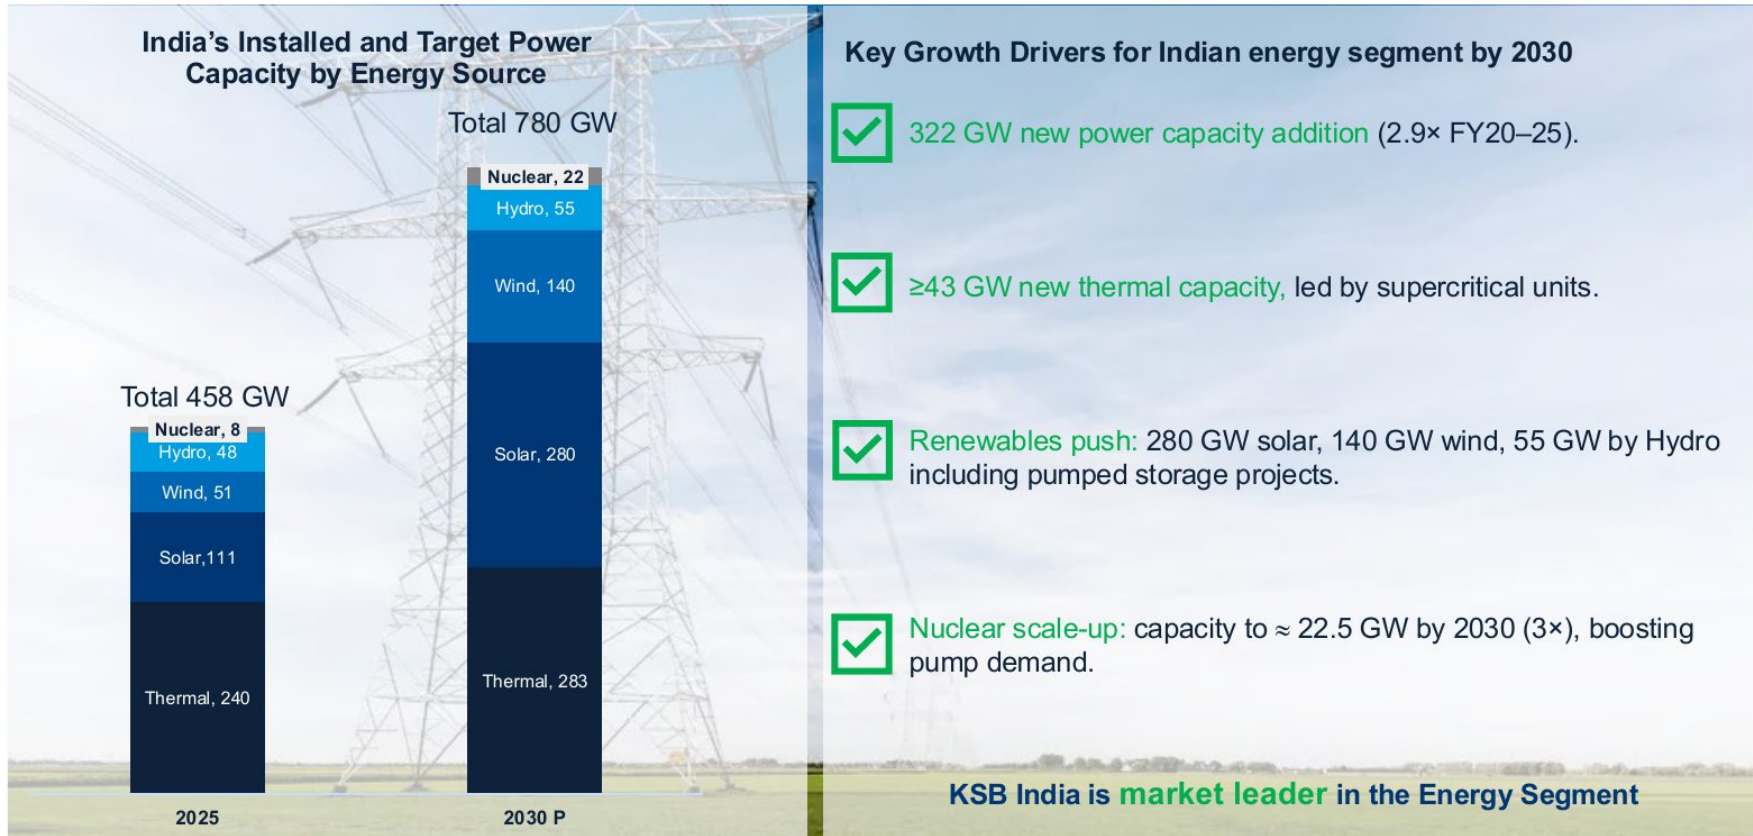 India's Installed and Target Power
Capacity by Energy Source
Total 780 GW
Nuclear, 22
Hydro, 55
Wind, 140
Solar, 280
Thermal, 283
Total 458 GW
Nuclear, 8
Hydro, 48
Wind, 51
Solar,111
Thermal, 240
2025
2030 P
Key Growth Drivers for Indian energy segment by 2030
322 GW new power capacity addition (2.9× FY20–25).
≥43 GW new thermal capacity, led by supercritical units.
Renewables push: 280 GW solar, 140 GW wind, 55 GW by Hydro
including pumped storage projects.
Nuclear scale-up: capacity to ≈ 22.5 GW by 2030 (3×), boosting
pump demand.
KSB India is market leader in the Energy Segment